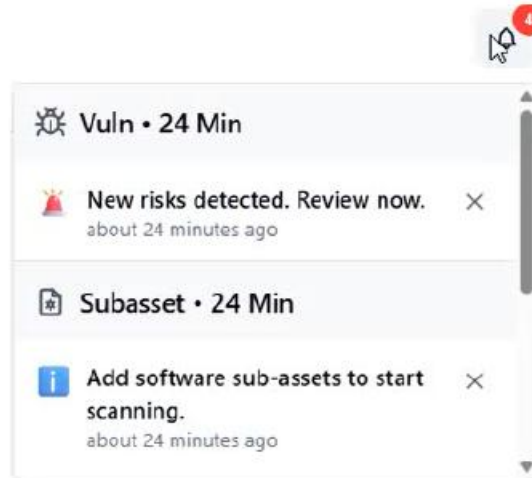 4
Vuln • 24 Min
New risks detected. Review now.
about 24 minutes ago
Subasset • 24 Min
Add software sub-assets to start
scanning.
about 24 minutes ago